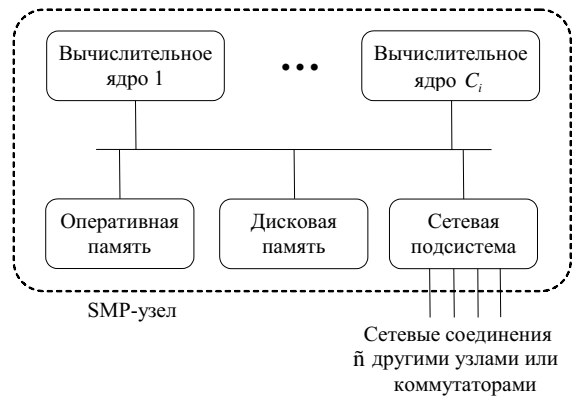 Вычислительное
ядро 1
• • •
Вычислительное
ядро C_i
Оперативная
память
Дисковая
память
Сетевая
подсистема
SMP-узел
Сетевые соединения
ñ другими узлами или
коммутаторами